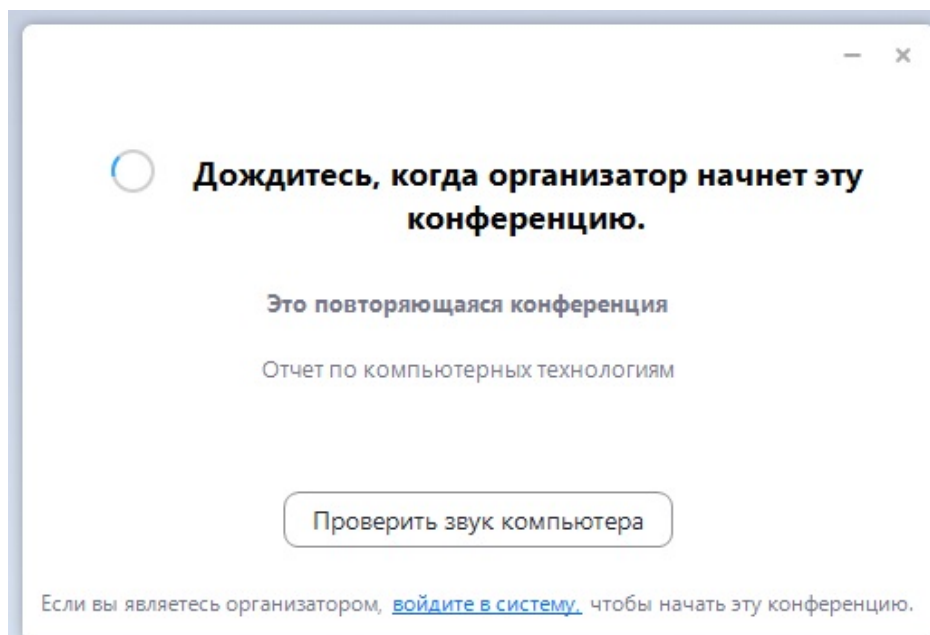 Дождитесь, когда организатор начнет эту
конференцию.
Это повторяющаяся конференция
Отчет по компьютерных технологиям
Проверить звук компьютера
Если вы являетесь организатором, войдите в систему, чтобы начать эту конференцию.